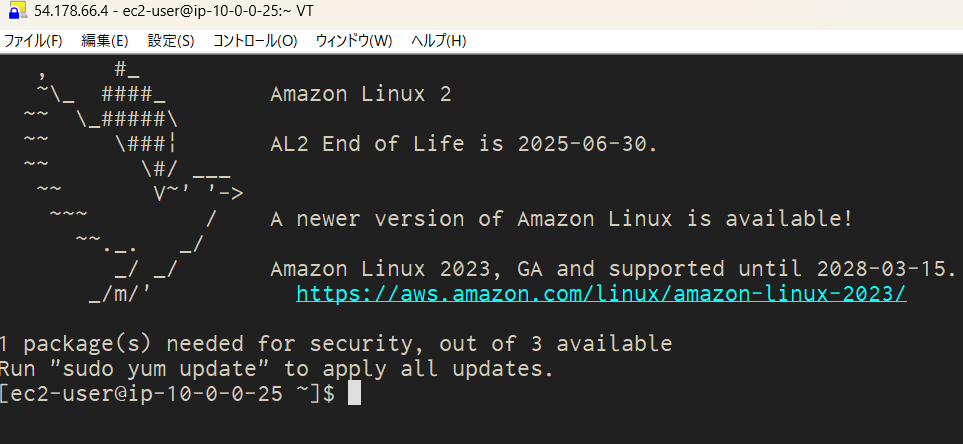 54.178.66.4 - ec2-user@ip-10-0-0-25:~ VT
ファイル(F) 編集(E) 設定(S) コントロール(O) ウィンドウ(W) ヘルプ(H)
   ,     #_
   ~\_  ####_        Amazon Linux 2
  ~~  \_#####\
  ~~     \###|       AL2 End of Life is 2025-06-30.
  ~~       \#/ ___
   ~~       V~' '->
    ~~~         /    A newer version of Amazon Linux is available!
      ~~._.   _/
         _/ _/       Amazon Linux 2023, GA and supported until 2028-03-15.
       _/m/'           https://aws.amazon.com/linux/amazon-linux-2023/
1 package(s) needed for security, out of 3 available
Run "sudo yum update" to apply all updates.
[ec2-user@ip-10-0-0-25 ~]$